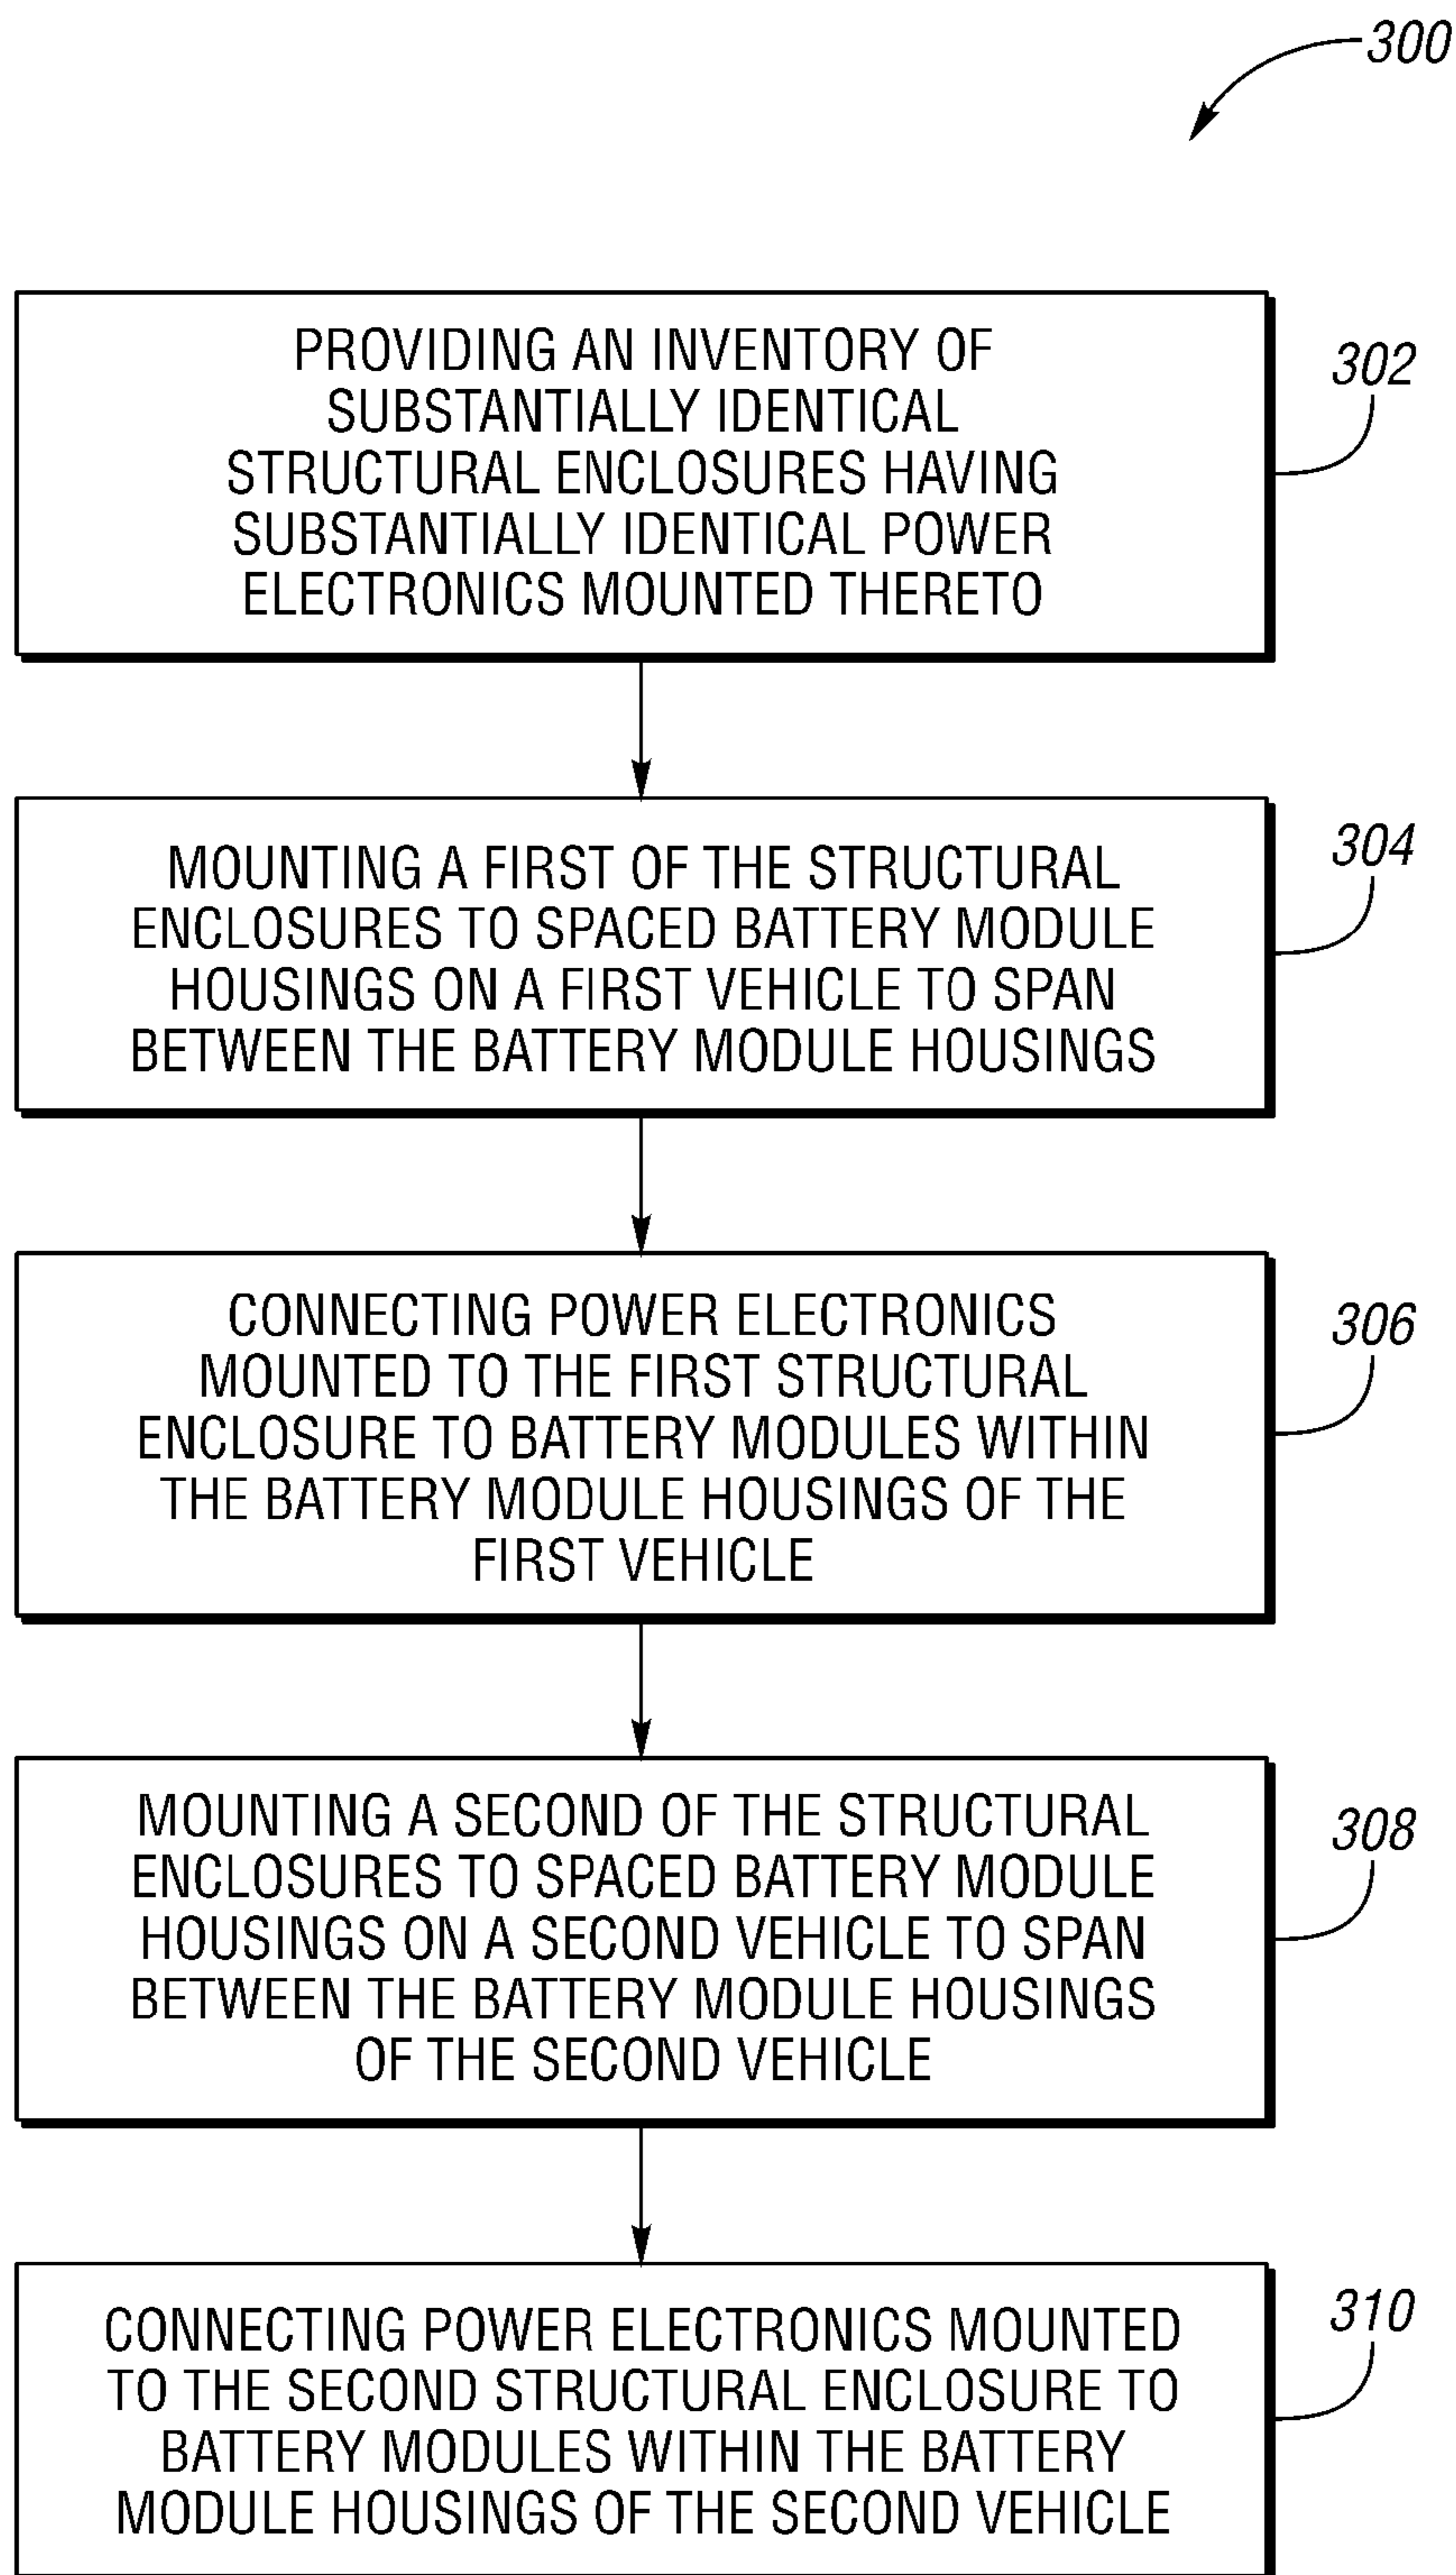 300
PROVIDING AN INVENTORY OF
SUBSTANTIALLY IDENTICAL
STRUCTURAL ENCLOSURES HAVING
SUBSTANTIALLY IDENTICAL POWER
ELECTRONICS MOUNTED THERETO
302
MOUNTING A FIRST OF THE STRUCTURAL
ENCLOSURES TO SPACED BATTERY MODULE
HOUSINGS ON A FIRST VEHICLE TO SPAN
BETWEEN THE BATTERY MODULE HOUSINGS
304
CONNECTING POWER ELECTRONICS
MOUNTED TO THE FIRST STRUCTURAL
ENCLOSURE TO BATTERY MODULES WITHIN
THE BATTERY MODULE HOUSINGS OF THE
FIRST VEHICLE
306
MOUNTING A SECOND OF THE STRUCTURAL
ENCLOSURES TO SPACED BATTERY MODULE
HOUSINGS ON A SECOND VEHICLE TO SPAN
BETWEEN THE BATTERY MODULE HOUSINGS
OF THE SECOND VEHICLE
308
CONNECTING POWER ELECTRONICS MOUNTED
TO THE SECOND STRUCTURAL ENCLOSURE TO
BATTERY MODULES WITHIN THE BATTERY
MODULE HOUSINGS OF THE SECOND VEHICLE
310